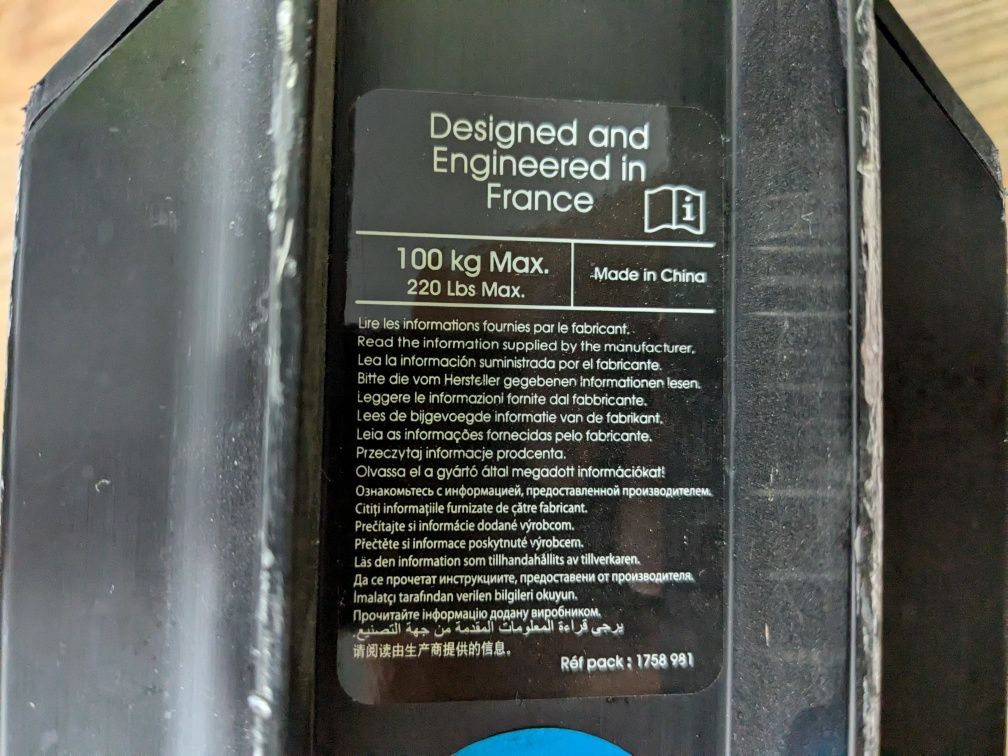 Designed and
Engineered in
France
100 kg Max.
220 Lbs Max.
Made in China
Lire les informations fournies par le fabricant.
Read the information supplied by the manufacturer.
Lea la información suministrada por el fabricante.
Bitte die vom Hersteller gegebenen Informationen lesen.
Leggere le informazioni fornite dal fabbricante.
Lees de bijgevoegde informatie van de fabrikant.
Leia as informações fornecidas pelo fabricante.
Przeczytaj informacje prodcenta.
Olvassa el a gyártó által megadott információkat!
Ознакомьтесь с информацией, предоставленной производителем.
Citiți informațiile furnizate de către fabricant.
Prečítajte si informácie dodané výrobcom.
Přečtěte si informace poskytnuté výrobcem.
Läs den information som tillhandahållits av tillverkaren.
Да се прочетат инструкциите, предоставени от производителя.
İmalatçı tarafından verilen bilgileri okuyun.
Прочитайте інформацію додану виробником.
يرجى قراءة المعلومات المقدمة من جهة التصنيع.
请阅读由生产商提供的信息。
Réf pack : 1758 981